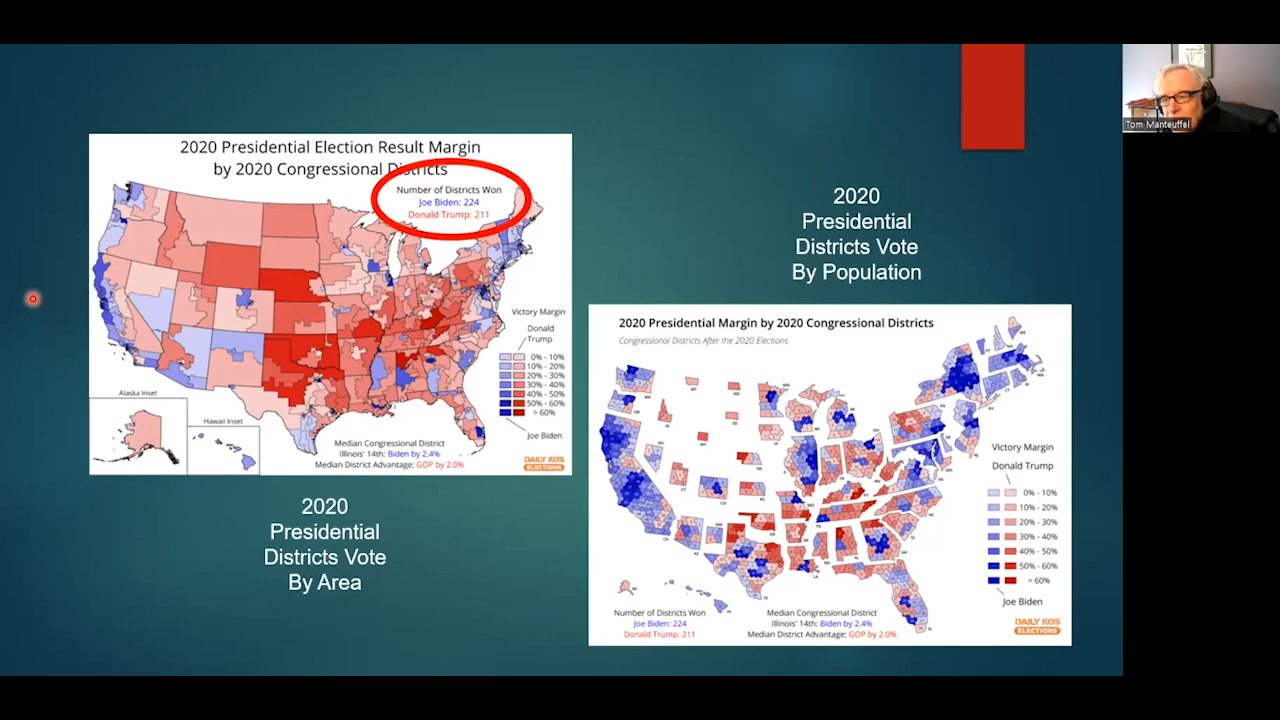 2020 Presidential Election Result Margin
by 2020 Congressional Districts
Number of Districts Won
Joe Biden: 224
Donald Trump: 211
Victory Margin
Donald
Trump
0% - 10%
10% - 20%
20% - 30%
30% - 40%
40% - 50%
50% - 60%
> 60%
Joe Biden
Alaska Inset
Hawaii Inset
Median Congressional District
Illinois' 14th: Biden by 2.4%
Median District Advantage: GOP by 2.0%
DAILY KOS
ELECTIONS
2020
Presidential
Districts Vote
By Area
Tom Manteuffel
2020
Presidential
Districts Vote
By Population
2020 Presidential Margin by 2020 Congressional Districts
Congressional Districts After the 2020 Elections
Victory Margin
Donald Trump
0% - 10%
10% - 20%
20% - 30%
30% - 40%
40% - 50%
50% - 60%
> 60%
Joe Biden
Number of Districts Won
Joe Biden: 224
Donald Trump: 211
Median Congressional District
Illinois' 14th: Biden by 2.4%
Median District Advantage: GOP by 2.0%
DAILY KOS
ELECTIONS